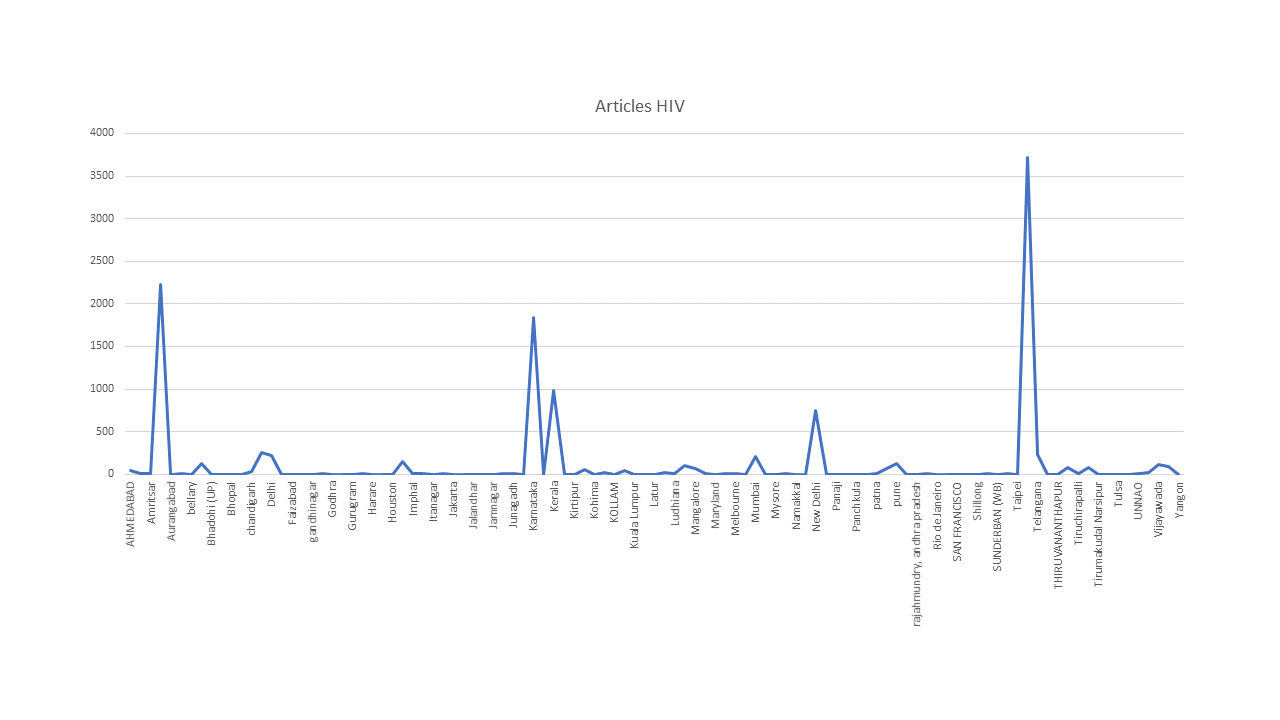 Articles HIV
4000
3500
3000
2500
2000
1500
1000
500
0
AHMEDABAD
Amritsar
Aurangabad
bellary
Bhadohi (UP)
Bhopal
chandigarh
Delhi
Faizabad
gandhinagar
Godhra
Gurugram
Harare
Houston
Imphal
Itanagar
Jakarta
Jalandhar
Jamnagar
Junagadh
Karnataka
Kerala
Kirtipur
Kohima
KOLLAM
Kuala Lumpur
Latur
Ludhiana
Mangalore
Maryland
Melbourne
Mumbai
Mysore
Namakkal
New Delhi
Panaji
Panchkula
patna
pune
rajahmundry, andhra pradesh
Rio de Janeiro
SAN FRANCISCO
Shillong
SUNDERBAN (WB)
Taipei
Telangana
THIRUVANANTHAPUR
Tiruchirapalli
Tirumakudal Narsipur
Tulsa
UNNAO
Vijayawada
Yangon